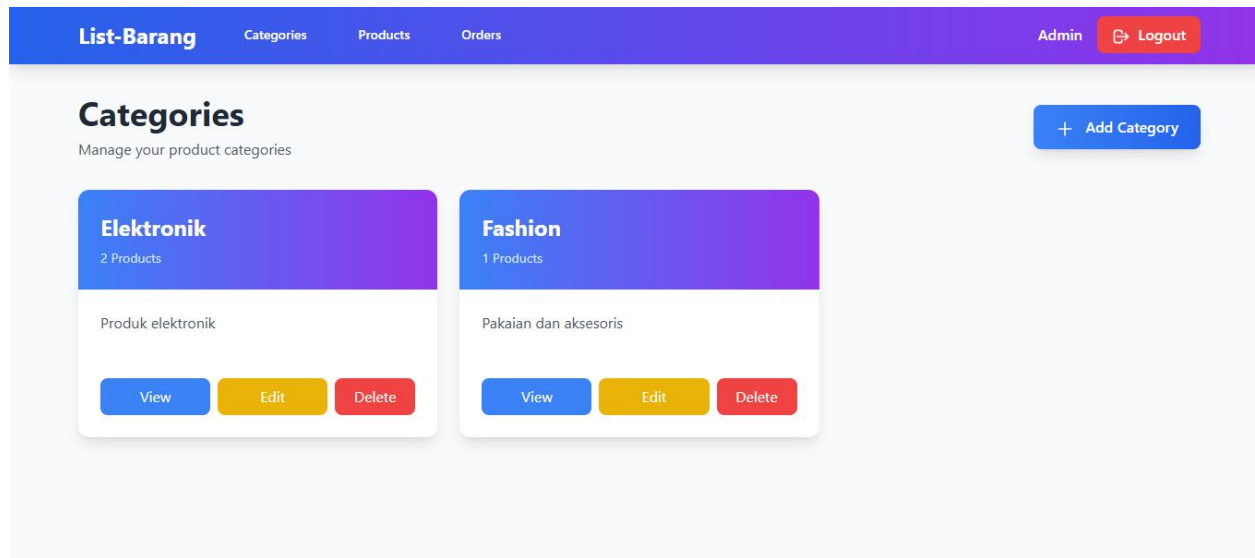 List-Barang Categories Products Orders Admin Logout
Categories
Manage your product categories
+ Add Category
Elektronik
2 Products
Produk elektronik
View Edit Delete
Fashion
1 Products
Pakaian dan aksesoris
View Edit Delete